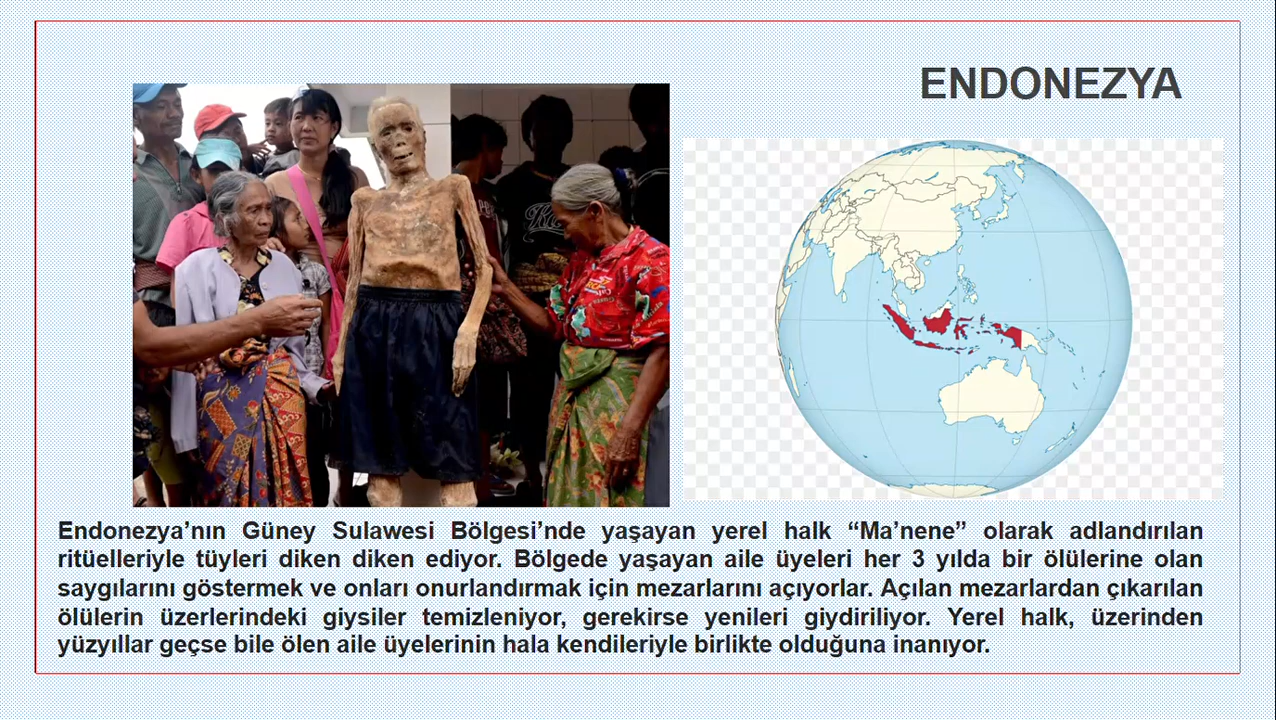 ENDONEZYA
Endonezya’nın Güney Sulawesi Bölgesi’nde yaşayan yerel halk “Ma’nene” olarak adlandırılan
ritüelleriyle tüyleri diken diken ediyor. Bölgede yaşayan aile üyeleri her 3 yılda bir ölülerine olan
saygılarını göstermek ve onları onurlandırmak için mezarlarını açıyorlar. Açılan mezarlardan çıkarılan
ölülerin üzerlerindeki giysiler temizleniyor, gerekirse yenileri giydiriliyor. Yerel halk, üzerinden
yüzyıllar geçse bile ölen aile üyelerinin hala kendileriyle birlikte olduğuna inanıyor.